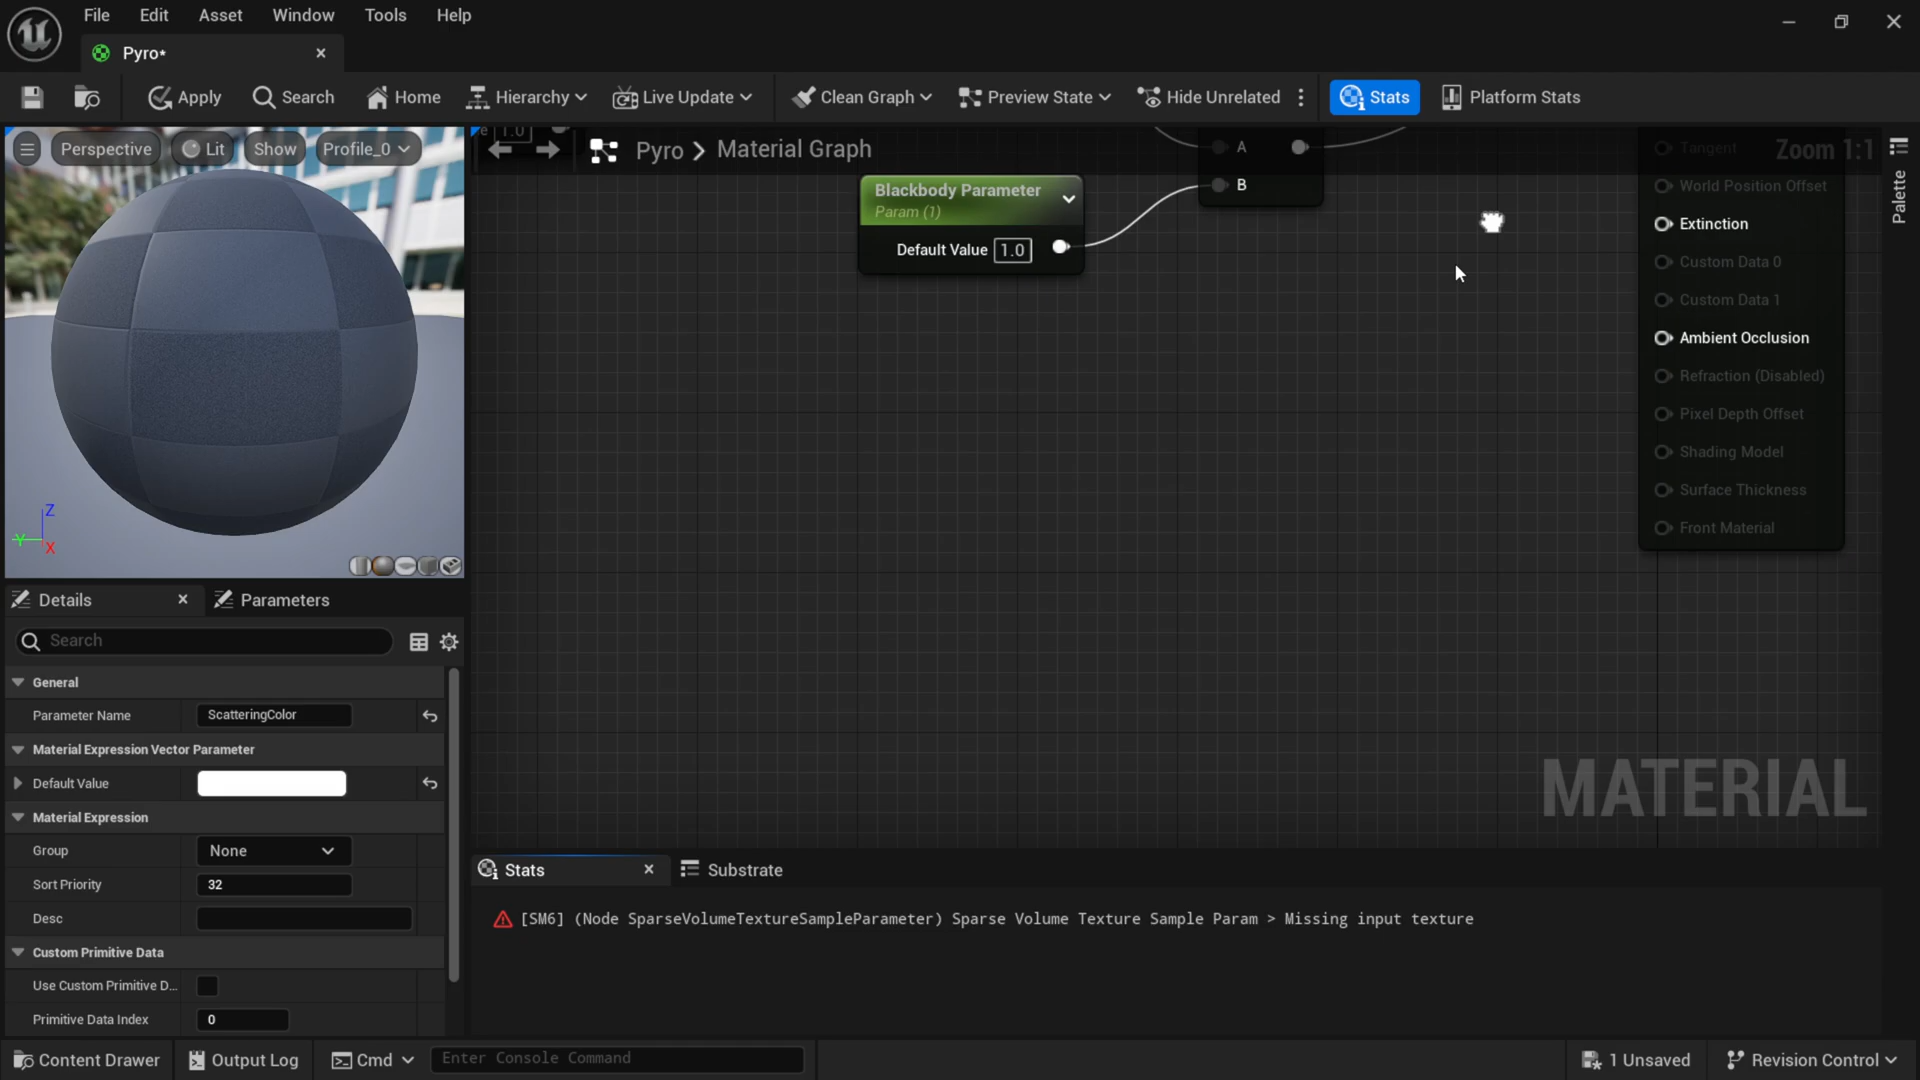 File Edit Asset Window Tools Help
Pyro•
Apply Search Home Hierarchy Live Update Clean Graph Preview State Hide Unrelated Stats Platform Stats
Perspective Lit Show Profile_0
e 1.0
Pyro > Material Graph
Zoom 1:1
Palette
A
B
Blackbody Parameter
Param (1)
Default Value 1.0
Tangent
World Position Offset
Extinction
Custom Data 0
Custom Data 1
Ambient Occlusion
Refraction (Disabled)
Pixel Depth Offset
Shading Model
Surface Thickness
Front Material
MATERIAL
Z
Y
X
Details Parameters
Search
General
Parameter Name ScatteringColor
Material Expression Vector Parameter
Default Value
Material Expression
Group None
Sort Priority 32
Desc
Custom Primitive Data
Use Custom Primitive D...
Primitive Data Index 0
Stats Substrate
[SM6] (Node SparseVolumeTextureSampleParameter) Sparse Volume Texture Sample Param > Missing input texture
Content Drawer Output Log Cmd Enter Console Command 1 Unsaved Revision Control